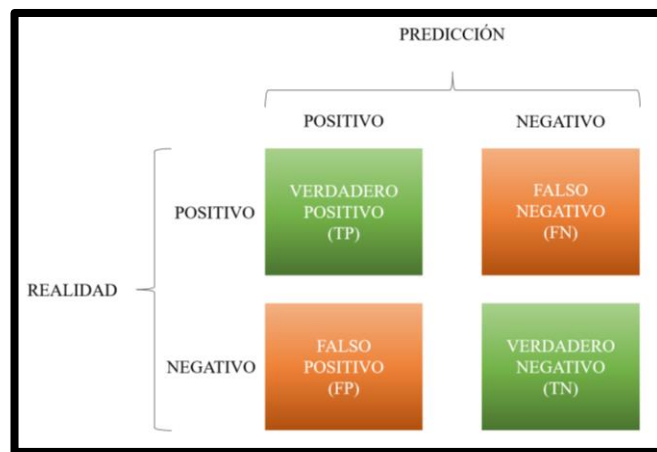 PREDICCIÓN
POSITIVO
NEGATIVO
POSITIVO
VERDADERO
POSITIVO
(TP)
FALSO
NEGATIVO
(FN)
REALIDAD
NEGATIVO
FALSO
POSITIVO
(FP)
VERDADERO
NEGATIVO
(TN)